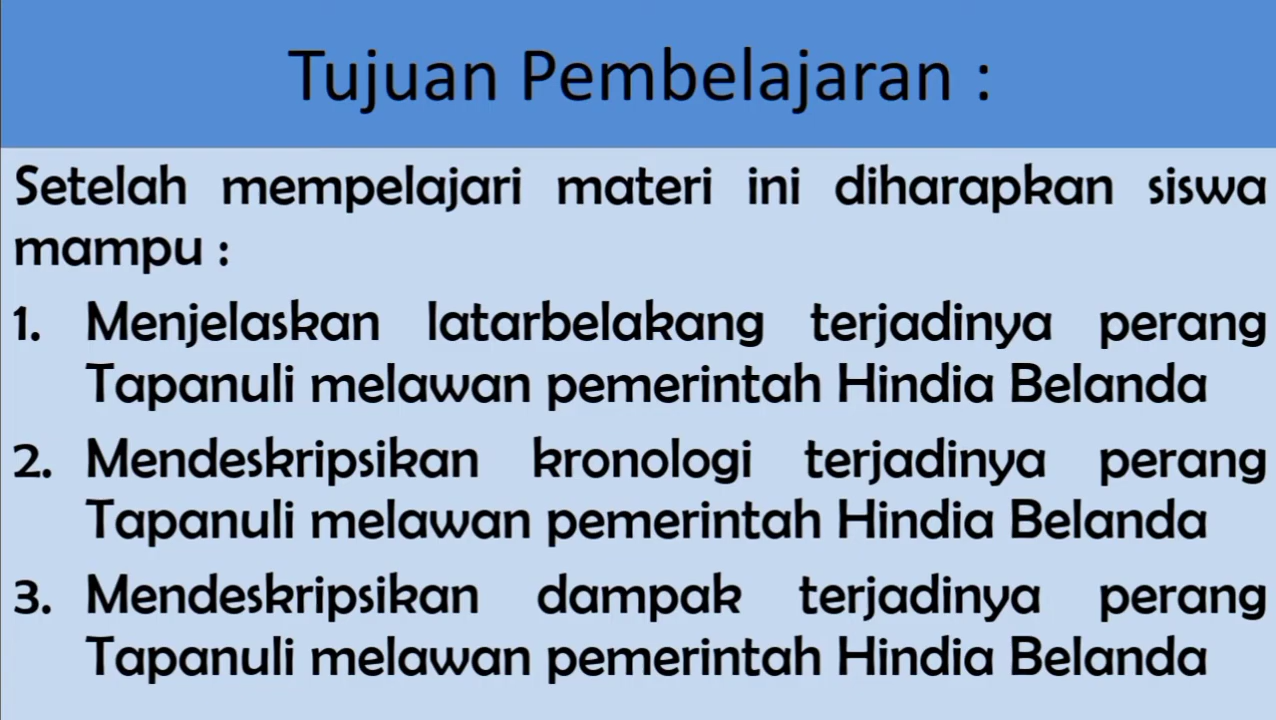 Tujuan Pembelajaran :
Setelah mempelajari materi ini diharapkan siswa
mampu :
1. Menjelaskan latarbelakang terjadinya perang
Tapanuli melawan pemerintah Hindia Belanda
2. Mendeskripsikan kronologi terjadinya perang
Tapanuli melawan pemerintah Hindia Belanda
3. Mendeskripsikan dampak terjadinya perang
Tapanuli melawan pemerintah Hindia Belanda